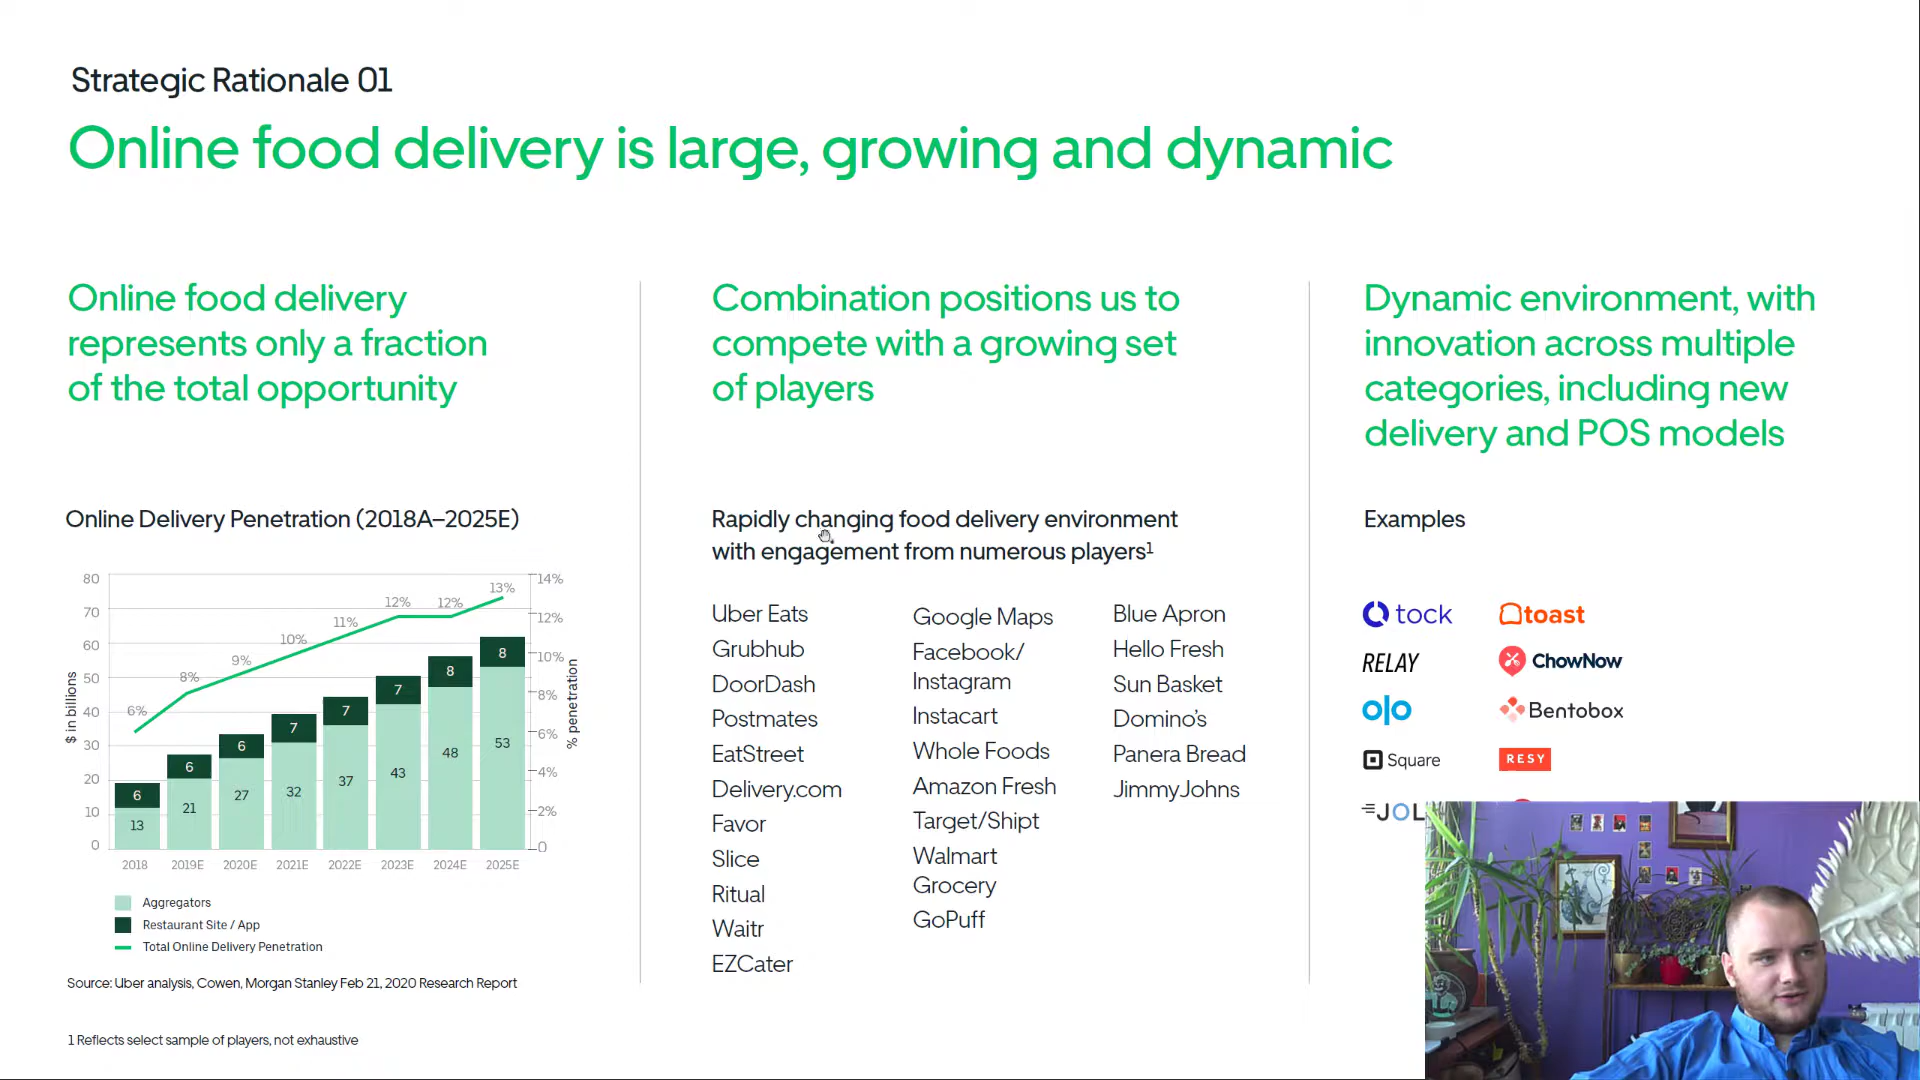 Strategic Rationale 01
Online food delivery is large, growing and dynamic
Online food delivery
represents only a fraction
of the total opportunity
Online Delivery Penetration (2018A–2025E)
$ in billions
80
70
60
50
40
30
20
10
0
14%
12%
10%
8%
6%
4%
2%
0
% penetration
6%
8%
9%
10%
11%
12%
12%
13%
6
6
6
7
7
7
8
8
13
21
27
32
37
43
48
53
2018
2019E
2020E
2021E
2022E
2023E
2024E
2025E
Aggregators
Restaurant Site / App
Total Online Delivery Penetration
Source: Uber analysis, Cowen, Morgan Stanley Feb 21, 2020 Research Report
1 Reflects select sample of players, not exhaustive
Combination positions us to
compete with a growing set
of players
Rapidly changing food delivery environment
with engagement from numerous players¹
Uber Eats
Grubhub
DoorDash
Postmates
EatStreet
Delivery.com
Favor
Slice
Ritual
Waitr
EZCater
Google Maps
Facebook/
Instagram
Instacart
Whole Foods
Amazon Fresh
Target/Shipt
Walmart
Grocery
GoPuff
Blue Apron
Hello Fresh
Sun Basket
Domino's
Panera Bread
JimmyJohns
Dynamic environment, with
innovation across multiple
categories, including new
delivery and POS models
Examples
tock
toast
RELAY
ChowNow
olo
Bentobox
Square
RESY
JOL